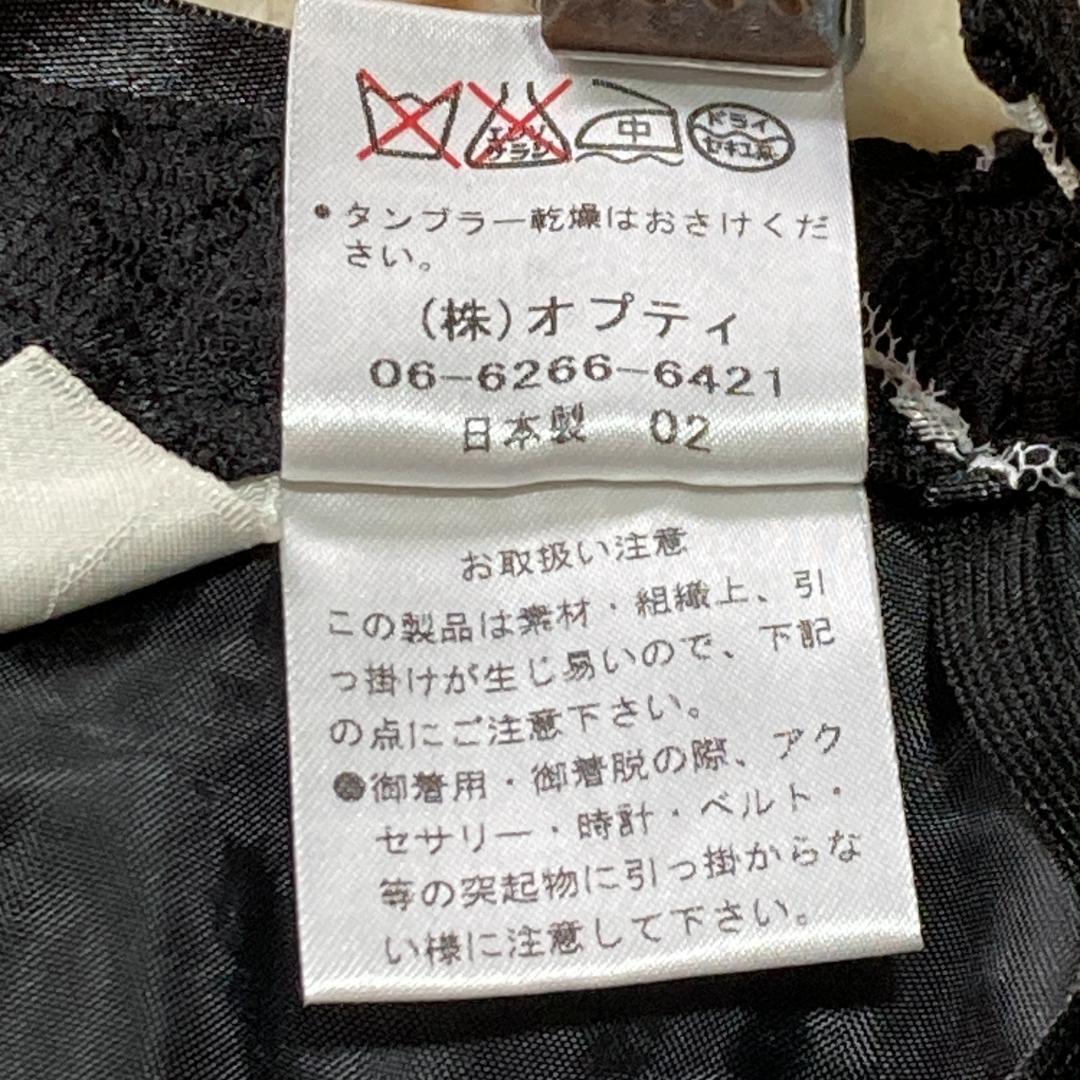 エンソ
サラシ
中
ドライ
セキユ系
•タンブラー乾燥はおさけくだ
さい。
(株)オプティ
06-6266-6421
日本製 02
お取扱い注意
この製品は素材・組織上、引
っ掛けが生じ易いので、下記
の点にご注意下さい。
●御着用・御着脱の際、アク
セサリー・時計・ベルト・
等の突起物に引っ掛からな
い様に注意して下さい。